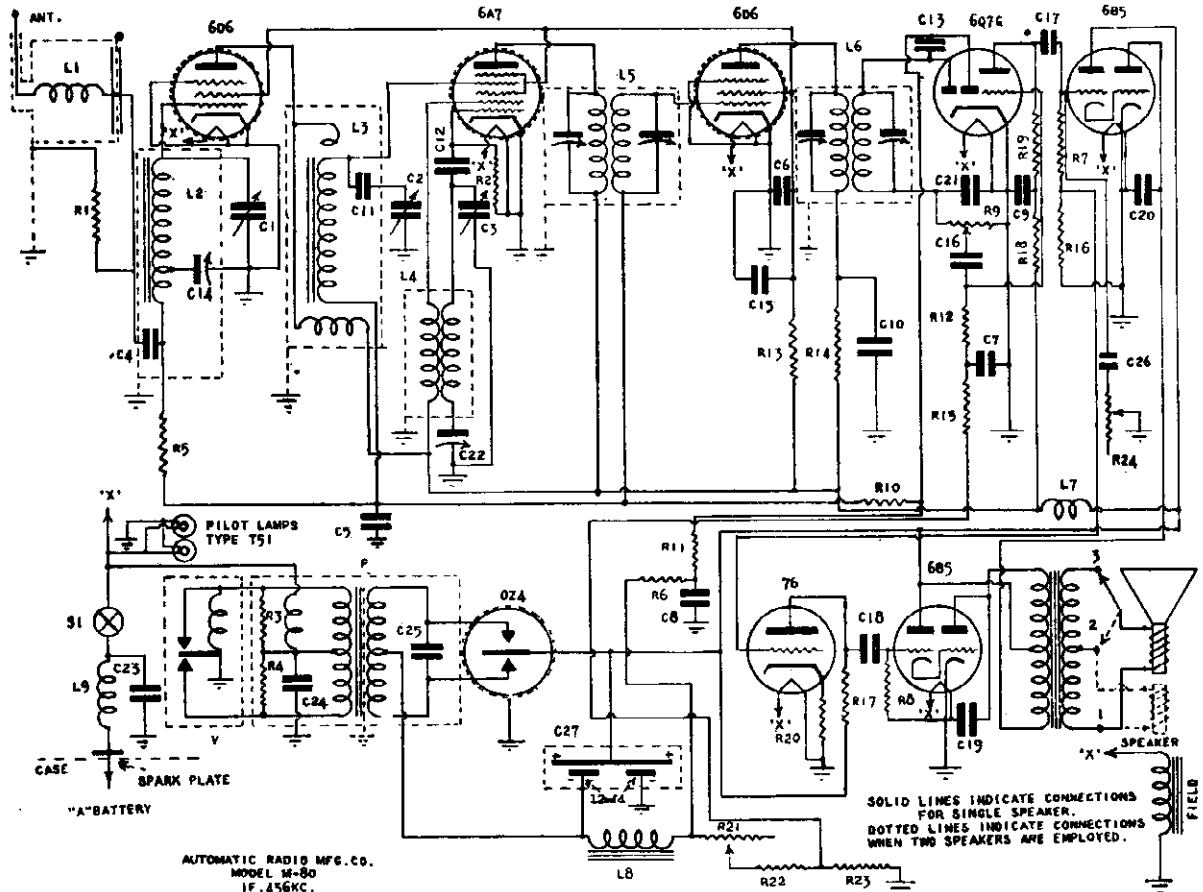 ANT.
6D6
6A7
6D6
C13
6Q7G
C17
6B5
L1
L6
L5
L3
'X'
C12
'X'
R2
'X'
'X'
'X'
R19
R7
C6
C21
R9
C9
C20
R1
L2
C1
C11
C2
C3
C16
R18
R16
C14
L4
C15
R12
C4
R13
R14
C10
C7
C26
R15
R5
C22
R24
R10
L7
'X'
PILOT LAMPS
TYPE T51
C5
R11
P
OZ4
R6
C8
76
C18
6B5
3
S1
R3
C25
2
C23
R4
L9
C24
R17
R8
1
'X'
R20
'X'
C19
V
C27
SPEAKER
'X'
CASE
SPARK PLATE
12mfd
FIELD
"A" BATTERY
SOLID LINES INDICATE CONNECTIONS
FOR SINGLE SPEAKER.
DOTTED LINES INDICATE CONNECTIONS
WHEN TWO SPEAKERS ARE EMPLOYED.
R21
L8
R22
R23
AUTOMATIC RADIO MFG. CO.
MODEL M-80
IF. 456KC.